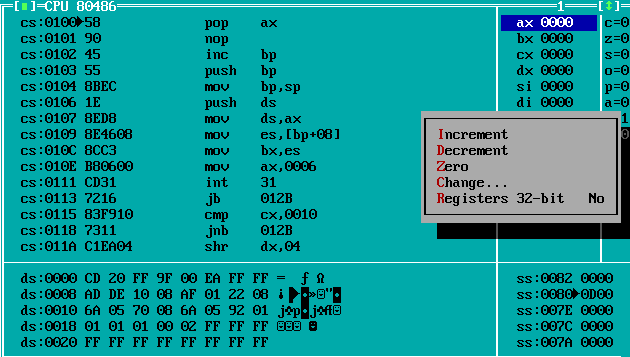 [■]=CPU 80486 1 [↕]
cs:0100▶58 pop ax ax 0000 c=0
cs:0101 90 nop bx 0000 z=0
cs:0102 45 inc bp cx 0000 s=0
cs:0103 55 push bp dx 0000 o=0
cs:0104 8BEC mov bp,sp si 0000 p=0
cs:0106 1E push ds di 0000 a=0
cs:0107 8ED8 mov ds,ax
cs:0109 8E4608 mov es,[bp+08] Increment
cs:010C 8CC3 mov bx,es Decrement
cs:010E B80600 mov ax,0006 Zero
cs:0111 CD31 int 31 Change...
cs:0113 7216 jb 012B Registers 32-bit No
cs:0115 83F910 cmp cx,0010
cs:0118 7311 jnb 012B
cs:011A C1EA04 shr dx,04
ds:0000 CD 20 FF 9F 00 EA FF FF = ƒ Ω ss:0082 0000
ds:0008 AD DE 10 08 AF 01 22 08 ss:0080▶0D00
ds:0010 6A 05 70 08 6A 05 92 01 ss:007E 0000
ds:0018 01 01 01 00 02 FF FF FF ss:007C 0000
ds:0020 FF FF FF FF FF FF FF FF ss:007A 0000